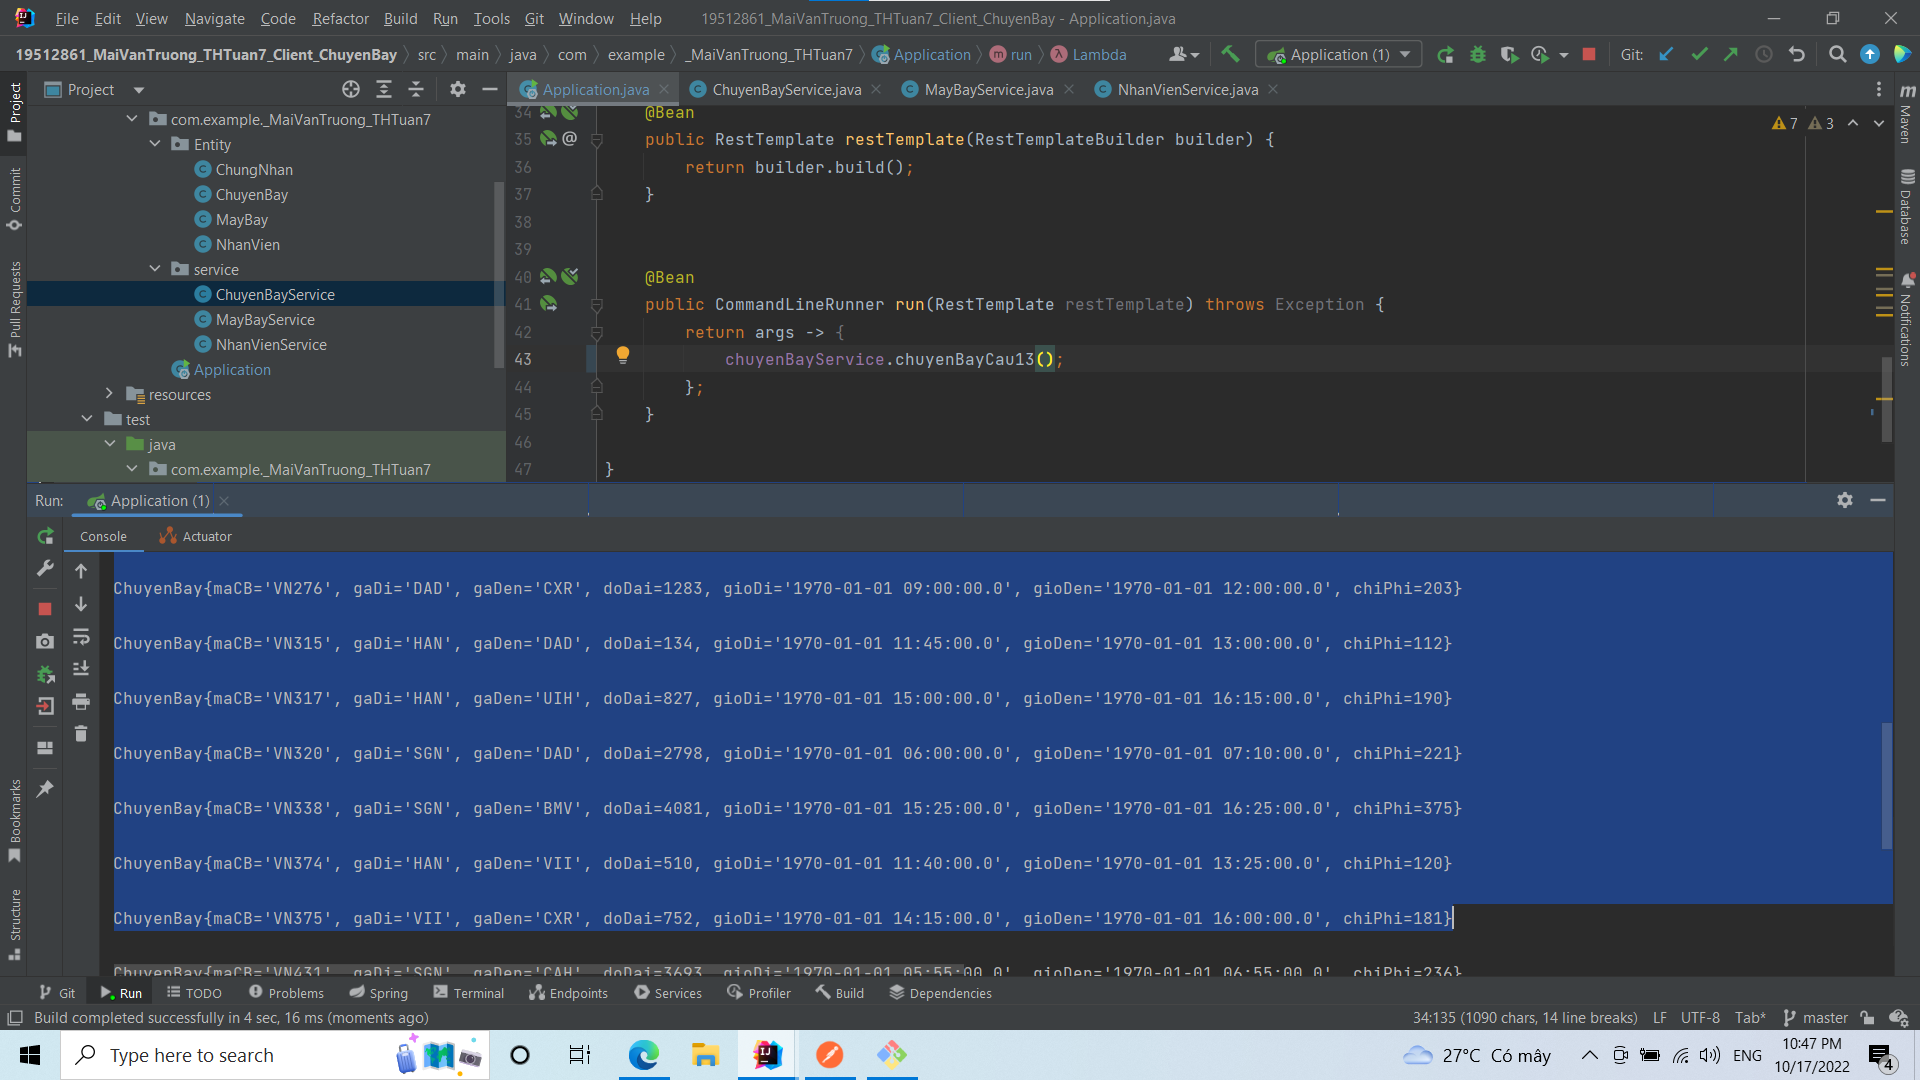 File Edit View Navigate Code Refactor Build Run Tools Git Window Help 19512861_MaiVanTruong_THTuan7_Client_ChuyenBay - Application.java
19512861_MaiVanTruong_THTuan7_Client_ChuyenBay src main java com example _MaiVanTruong_THTuan7 Application run Lambda Application (1) Git:
Project
Application.java ChuyenBayService.java MayBayService.java NhanVienService.java
com.example._MaiVanTruong_THTuan7
Entity
ChungNhan
ChuyenBay
MayBay
NhanVien
service
ChuyenBayService
MayBayService
NhanVienService
Application
resources
test
java
com.example._MaiVanTruong_THTuan7
34 @Bean
35 public RestTemplate restTemplate(RestTemplateBuilder builder) {
36 return builder.build();
37 }
38
39
40 @Bean
41 public CommandLineRunner run(RestTemplate restTemplate) throws Exception {
42 return args -> {
43 chuyenBayService.chuyenBayCau13();
44 };
45 }
46
47 }
7 3
Project
Commit
Pull Requests
Bookmarks
Structure
m
Maven
Database
Notifications
Run: Application (1)
Console Actuator
ChuyenBay{maCB='VN276', gaDi='DAD', gaDen='CXR', doDai=1283, gioDi='1970-01-01 09:00:00.0', gioDen='1970-01-01 12:00:00.0', chiPhi=203}
ChuyenBay{maCB='VN315', gaDi='HAN', gaDen='DAD', doDai=134, gioDi='1970-01-01 11:45:00.0', gioDen='1970-01-01 13:00:00.0', chiPhi=112}
ChuyenBay{maCB='VN317', gaDi='HAN', gaDen='UIH', doDai=827, gioDi='1970-01-01 15:00:00.0', gioDen='1970-01-01 16:15:00.0', chiPhi=190}
ChuyenBay{maCB='VN320', gaDi='SGN', gaDen='DAD', doDai=2798, gioDi='1970-01-01 06:00:00.0', gioDen='1970-01-01 07:10:00.0', chiPhi=221}
ChuyenBay{maCB='VN338', gaDi='SGN', gaDen='BMV', doDai=4081, gioDi='1970-01-01 15:25:00.0', gioDen='1970-01-01 16:25:00.0', chiPhi=375}
ChuyenBay{maCB='VN374', gaDi='HAN', gaDen='VII', doDai=510, gioDi='1970-01-01 11:40:00.0', gioDen='1970-01-01 13:25:00.0', chiPhi=120}
ChuyenBay{maCB='VN375', gaDi='VII', gaDen='CXR', doDai=752, gioDi='1970-01-01 14:15:00.0', gioDen='1970-01-01 16:00:00.0', chiPhi=181}
ChuyenBay{maCB='VN431', gaDi='SGN', gaDen='CAH', doDai=3693, gioDi='1970-01-01 05:55:00.0', gioDen='1970-01-01 06:55:00.0', chiPhi=236}
Git Run TODO Problems Spring Terminal Endpoints Services Profiler Build Dependencies
Build completed successfully in 4 sec, 16 ms (moments ago) 34:135 (1090 chars, 14 line breaks) LF UTF-8 Tab* master
Type here to search 27°C Có mây ENG 10:47 PM
10/17/2022 4